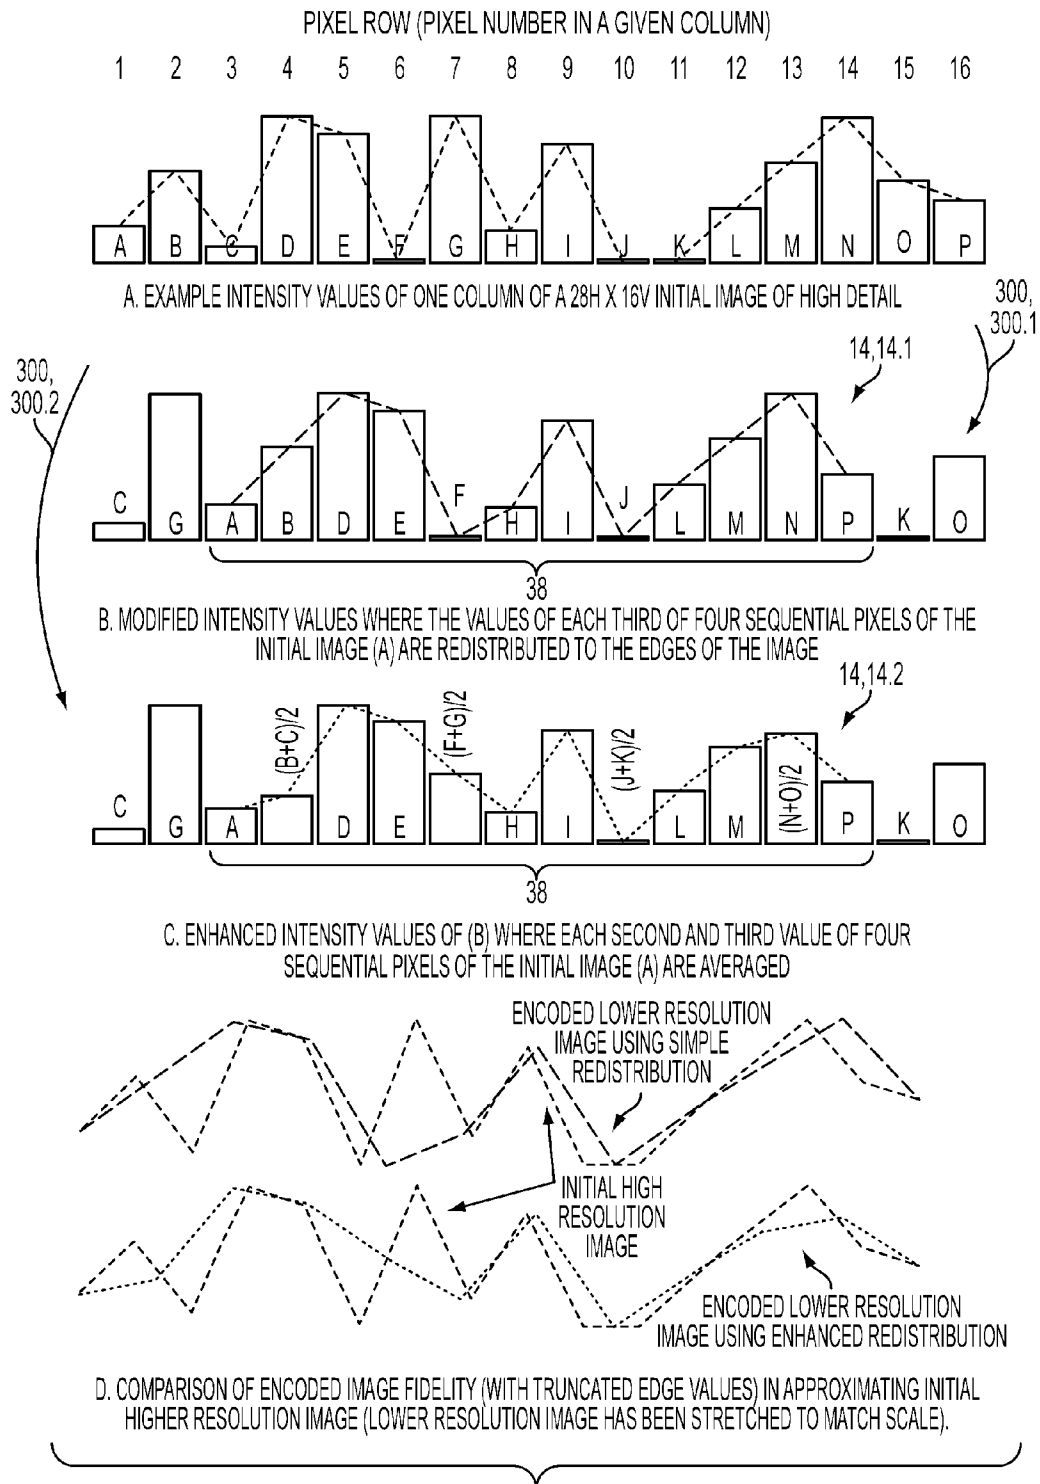 PIXEL ROW (PIXEL NUMBER IN A GIVEN COLUMN)
1 2 3 4 5 6 7 8 9 10 11 12 13 14 15 16
A B C D E F G H I J K L M N O P
A. EXAMPLE INTENSITY VALUES OF ONE COLUMN OF A 28H X 16V INITIAL IMAGE OF HIGH DETAIL
300,
300.1
300,
300.2
14,14.1
C G A B D E F H I J L M N P K O
38
B. MODIFIED INTENSITY VALUES WHERE THE VALUES OF EACH THIRD OF FOUR SEQUENTIAL PIXELS OF THE
INITIAL IMAGE (A) ARE REDISTRIBUTED TO THE EDGES OF THE IMAGE
14,14.2
C G A (B+C)/2 D E (F+G)/2 H I (J+K)/2 L M (N+O)/2 P K O
38
C. ENHANCED INTENSITY VALUES OF (B) WHERE EACH SECOND AND THIRD VALUE OF FOUR
SEQUENTIAL PIXELS OF THE INITIAL IMAGE (A) ARE AVERAGED
ENCODED LOWER RESOLUTION
IMAGE USING SIMPLE
REDISTRIBUTION
INITIAL HIGH
RESOLUTION
IMAGE
ENCODED LOWER RESOLUTION
IMAGE USING ENHANCED REDISTRIBUTION
D. COMPARISON OF ENCODED IMAGE FIDELITY (WITH TRUNCATED EDGE VALUES) IN APPROXIMATING INITIAL
HIGHER RESOLUTION IMAGE (LOWER RESOLUTION IMAGE HAS BEEN STRETCHED TO MATCH SCALE).